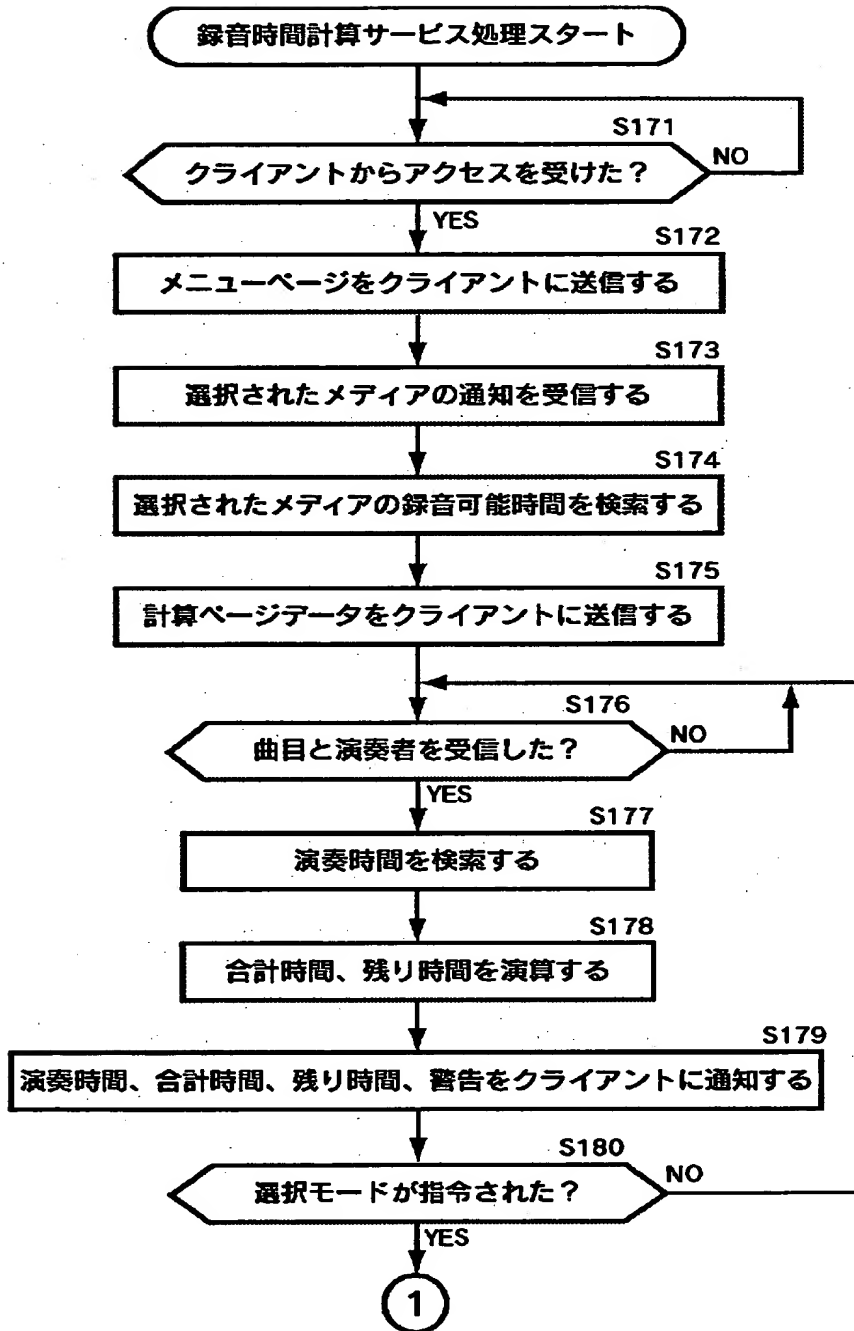 録音時間計算サービス処理スタート
S171
クライアントからアクセスを受けた？
NO
YES
S172
メニューページをクライアントに送信する
S173
選択されたメディアの通知を受信する
S174
選択されたメディアの録音可能時間を検索する
S175
計算ページデータをクライアントに送信する
S176
曲目と演奏者を受信した？
NO
YES
S177
演奏時間を検索する
S178
合計時間、残り時間を演算する
S179
演奏時間、合計時間、残り時間、警告をクライアントに通知する
S180
選択モードが指令された？
NO
YES
1